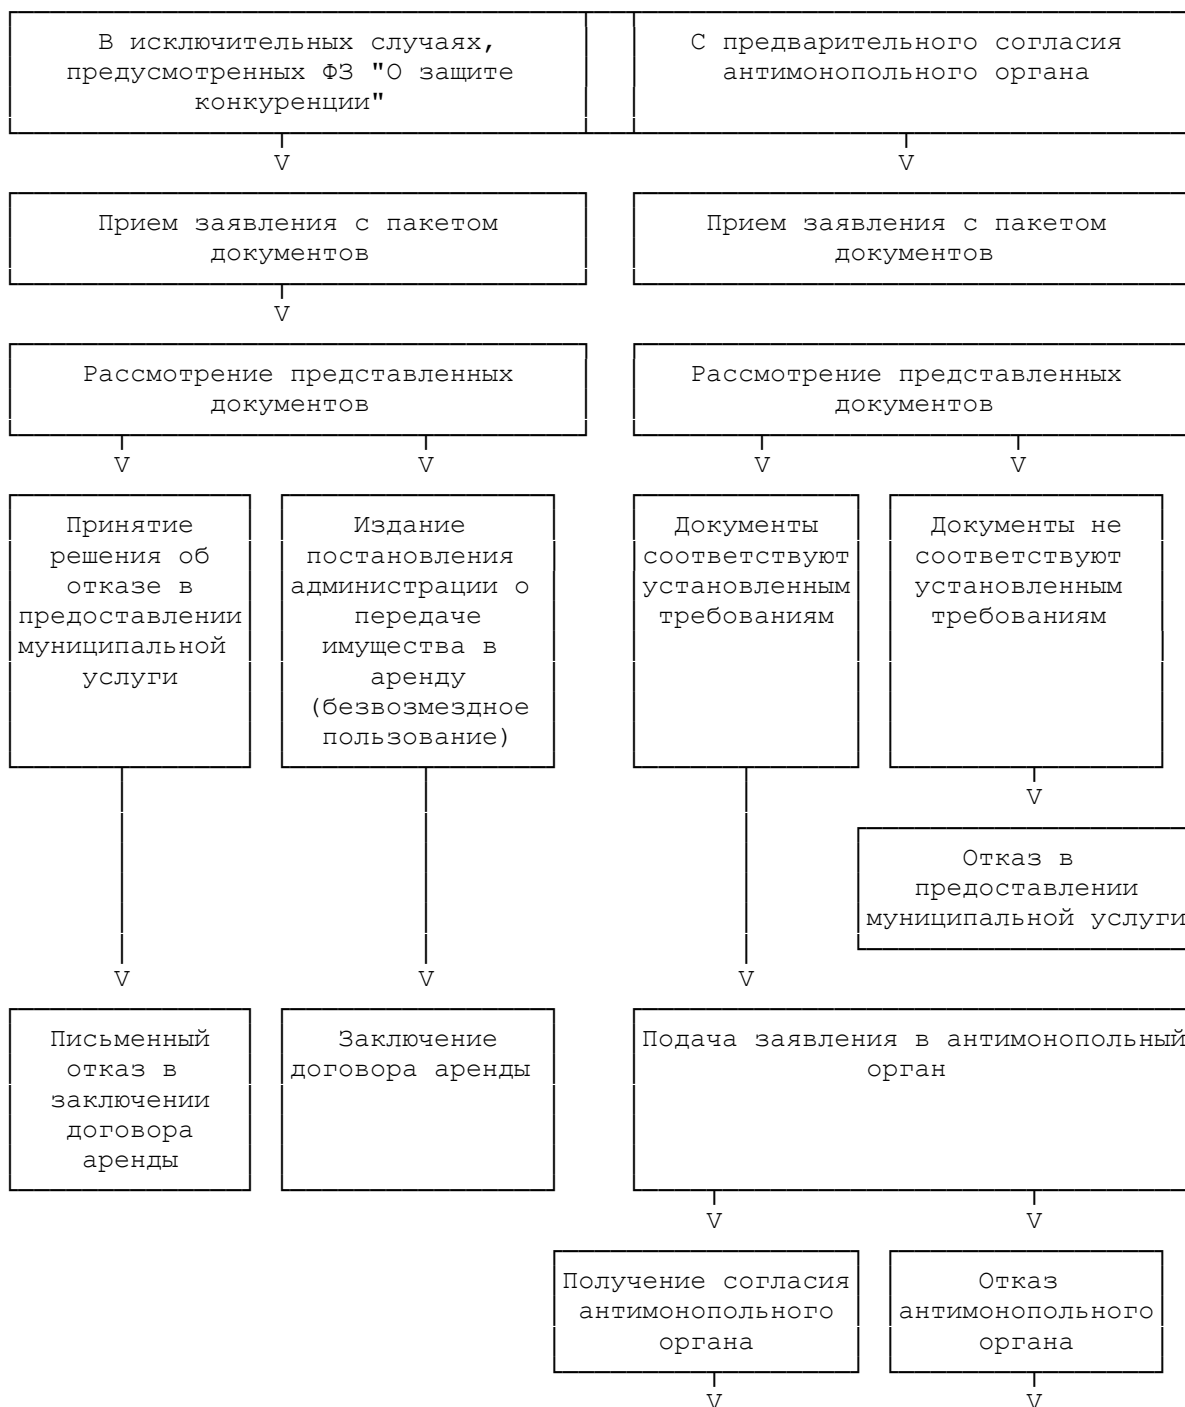 В исключительных случаях,
предусмотренных ФЗ "О защите
конкуренции"
С предварительного согласия
антимонопольного органа
V
V
Прием заявления с пакетом
документов
Прием заявления с пакетом
документов
V
Рассмотрение представленных
документов
Рассмотрение представленных
документов
V
V
V
V
Принятие
решения об
отказе в
предоставлении
муниципальной
услуги
Издание
постановления
администрации о
передаче
имущества в
аренду
(безвозмездное
пользование)
Документы
соответствуют
установленным
требованиям
Документы не
соответствуют
установленным
требованиям
V
Отказ в
предоставлении
муниципальной услуги
V
V
V
Письменный
отказ в
заключении
договора
аренды
Заключение
договора аренды
Подача заявления в антимонопольный
орган
V
V
Получение согласия
антимонопольного
органа
Отказ
антимонопольного
органа
V
V